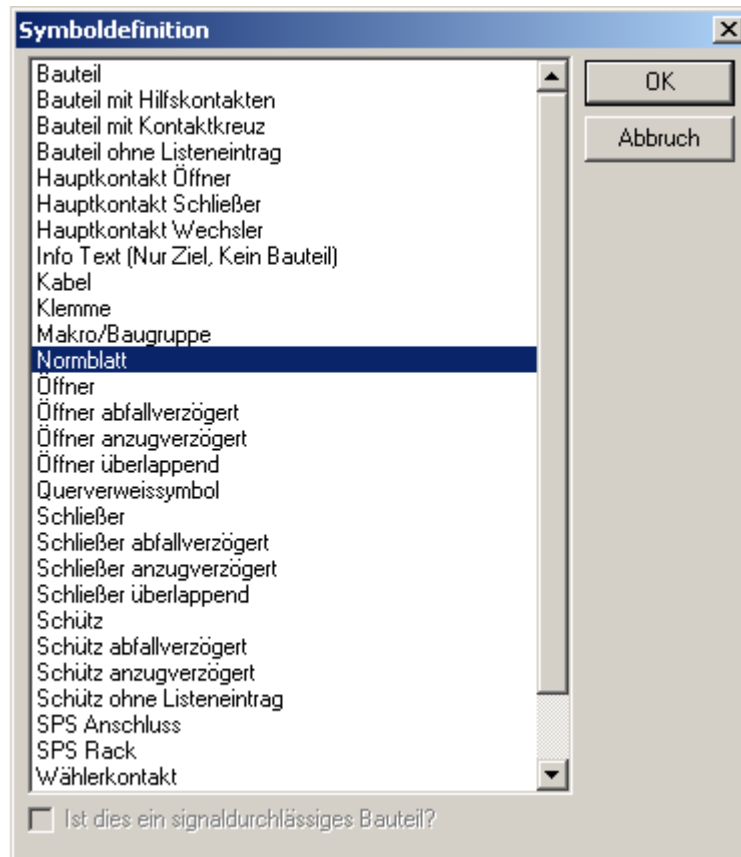 Symboldefinition
Bauteil
Bauteil mit Hilfskontakten
Bauteil mit Kontaktkreuz
Bauteil ohne Listeneintrag
Hauptkontakt Öffner
Hauptkontakt Schließer
Hauptkontakt Wechsler
Info Text (Nur Ziel, Kein Bauteil)
Kabel
Klemme
Makro/Baugruppe
Normblatt
Öffner
Öffner abfallverzögert
Öffner anzugverzögert
Öffner überlappend
Querverweissymbol
Schließer
Schließer abfallverzögert
Schließer anzugverzögert
Schließer überlappend
Schütz
Schütz abfallverzögert
Schütz anzugverzögert
Schütz ohne Listeneintrag
SPS Anschluss
SPS Rack
Wählerkontakt
OK
Abbruch
Ist dies ein signaldurchlässiges Bauteil?